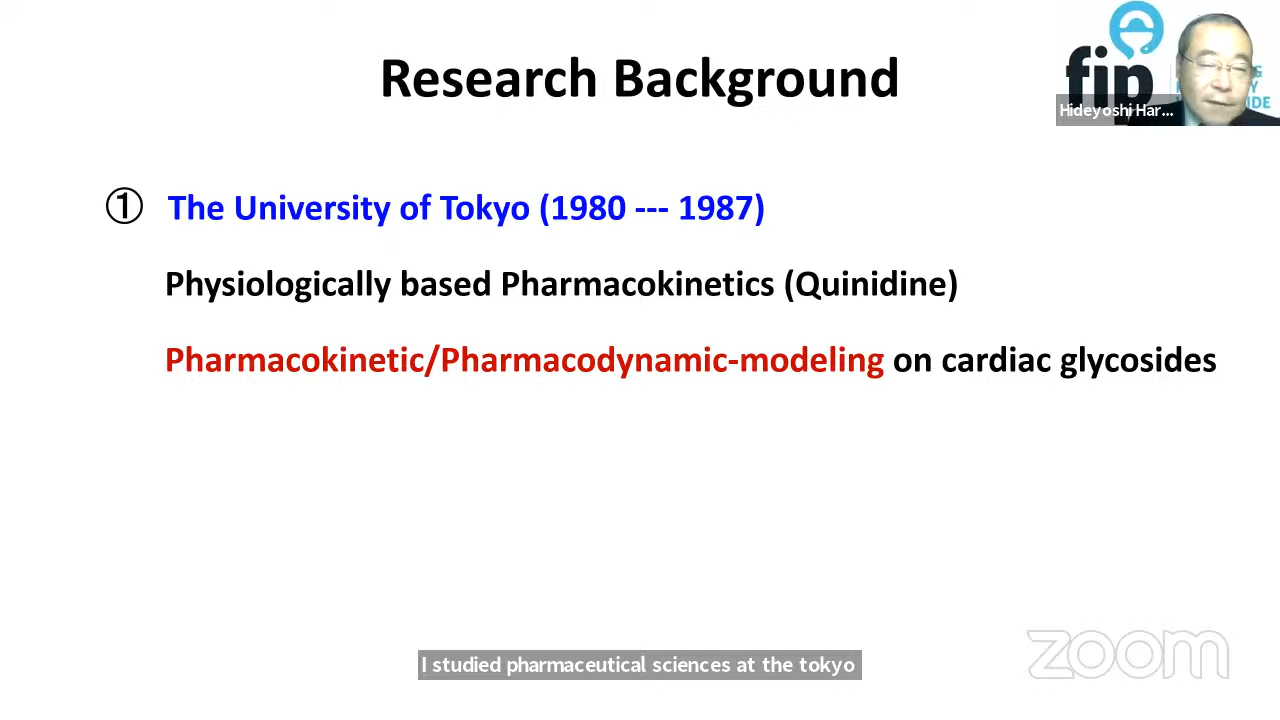 Research Background
fip
G
Y
IDE
Hideyoshi Har...
① The University of Tokyo (1980 --- 1987)
Physiologically based Pharmacokinetics (Quinidine)
Pharmacokinetic/Pharmacodynamic-modeling on cardiac glycosides
I studied pharmaceutical sciences at the tokyo
zoom